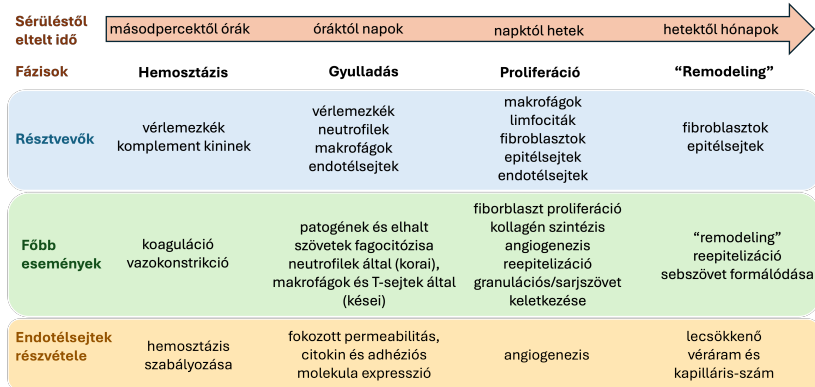 Sérüléstől
eltelt idő
másodpercektől órák
óráktól napok
napktól hetek
hetektől hónapok
Fázisok
Hemosztázis
Gyulladás
Proliferáció
“Remodeling”
Résztvevők
vérlemezkék
komplement kininek
vérlemezkék
neutrofilek
makrofágok
endotélsejtek
makrofágok
limfociták
fibroblasztok
epitélsejtek
endotélsejtek
fibroblasztok
epitélsejtek
Főbb
események
koaguláció
vazokonstrikció
patogének és elhalt
szövetek fagocitózisa
neutrofilek által (korai),
makrofágok és T-sejtek által
(kései)
fiborblaszt proliferáció
kollagén szintézis
angiogenezis
reepitelizáció
granulációs/sarjszövet
keletkezése
“remodeling”
reepitelizáció
sebszövet formálódása
Endotélsejtek
részvétele
hemosztázis
szabályozása
fokozott permeabilitás,
citokin és adhéziós
molekula expresszió
angiogenezis
lecsökkenő
véráram és
kapilláris-szám